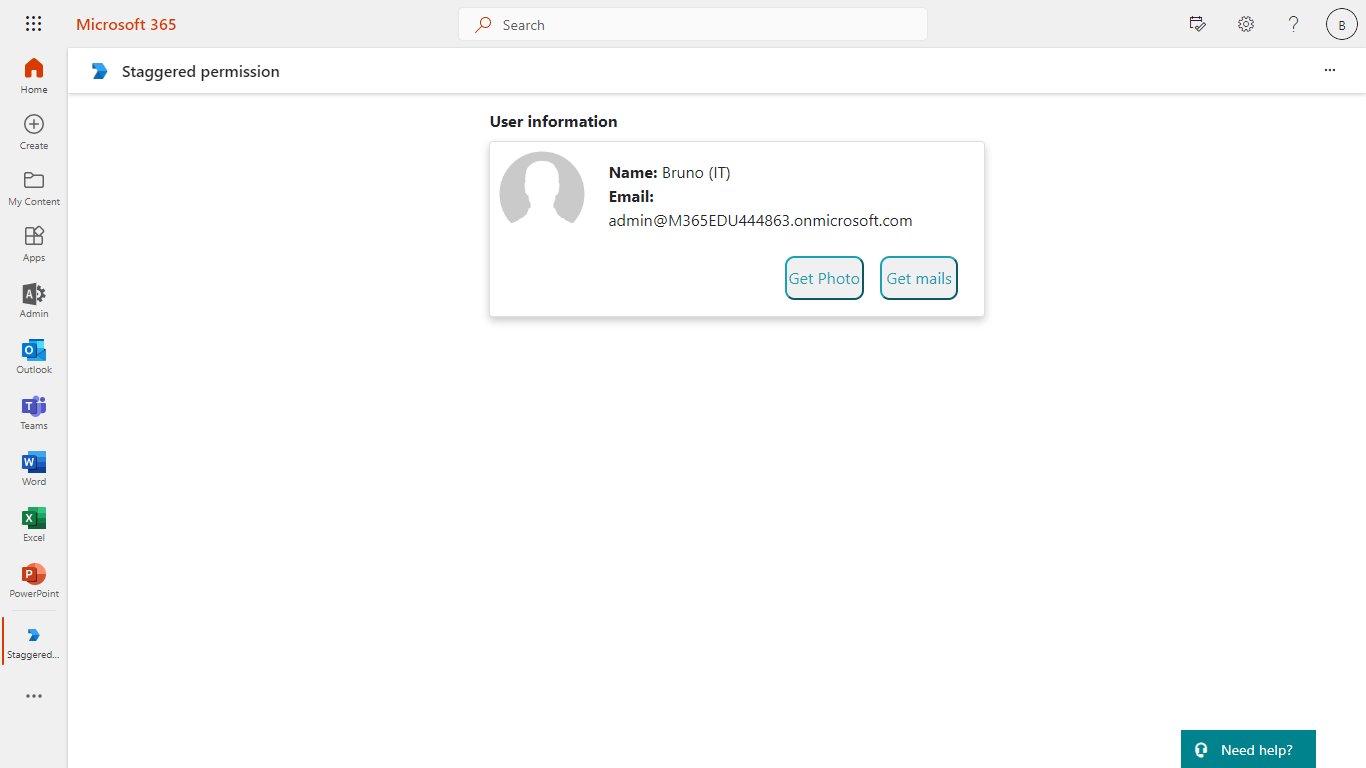 Microsoft 365
Search
B
Home
Create
My Content
Apps
Admin
Outlook
Teams
Word
Excel
PowerPoint
Staggered...
Staggered permission
User information
Name: Bruno (IT)
Email:
admin@M365EDU444863.onmicrosoft.com
Get Photo
Get mails
Need help?